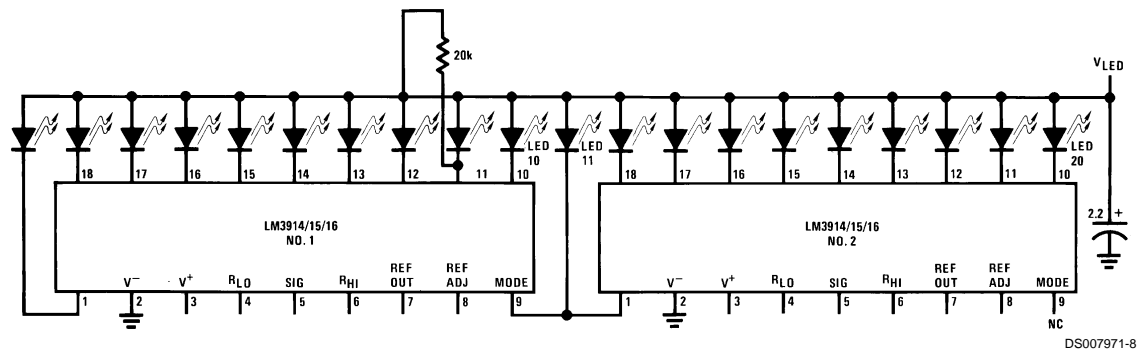 20k
V LED
LED 10
LED 11
LED 20
18 17 16 15 14 13 12 11 10
18 17 16 15 14 13 12 11 10
2.2 +
LM3914/15/16
NO. 1
LM3914/15/16
NO. 2
V− V+ RLO SIG RHI REF OUT REF ADJ MODE
V− V+ RLO SIG RHI REF OUT REF ADJ MODE
1 2 3 4 5 6 7 8 9
1 2 3 4 5 6 7 8 9
NC
DS007971-8